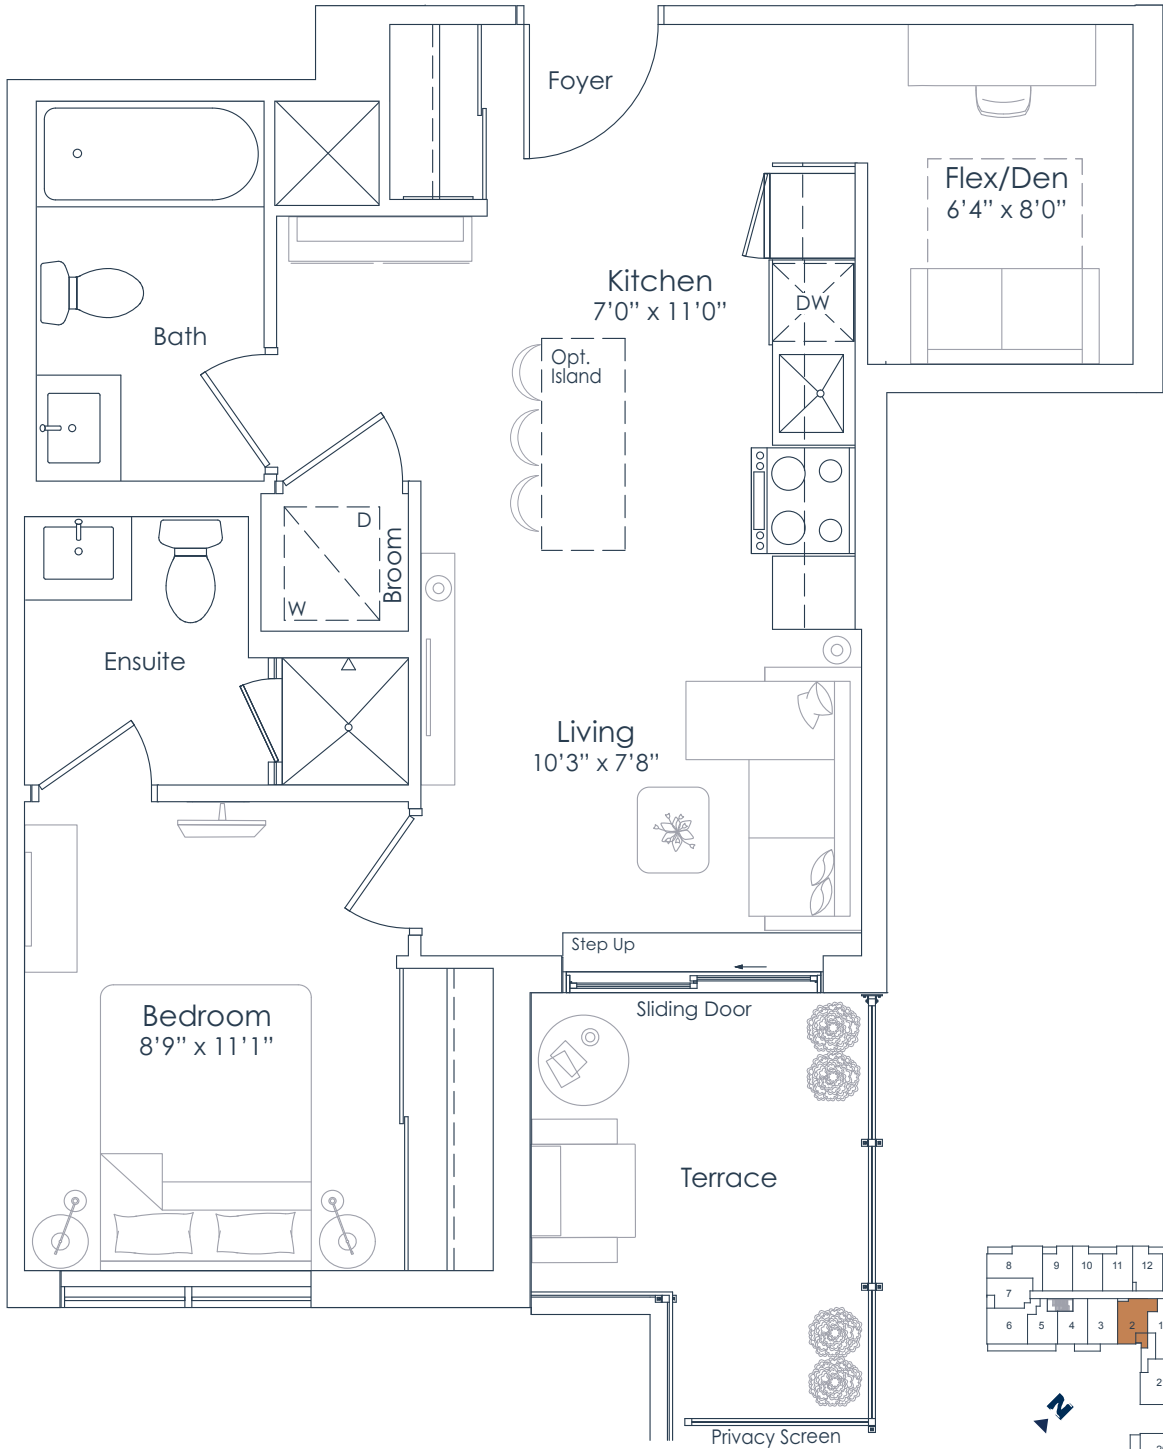 Foyer
Flex/Den
6’4” x 8’0”
Kitchen
7’0” x 11’0”
DW
Bath
Opt.
Island
D
W
Broom
Ensuite
Living
10’3” x 7’8”
Step Up
Sliding Door
Bedroom
8’9” x 11’1”
Terrace
Privacy Screen
8
9
10
11
12
7
6
5
4
3
2
1
2
N